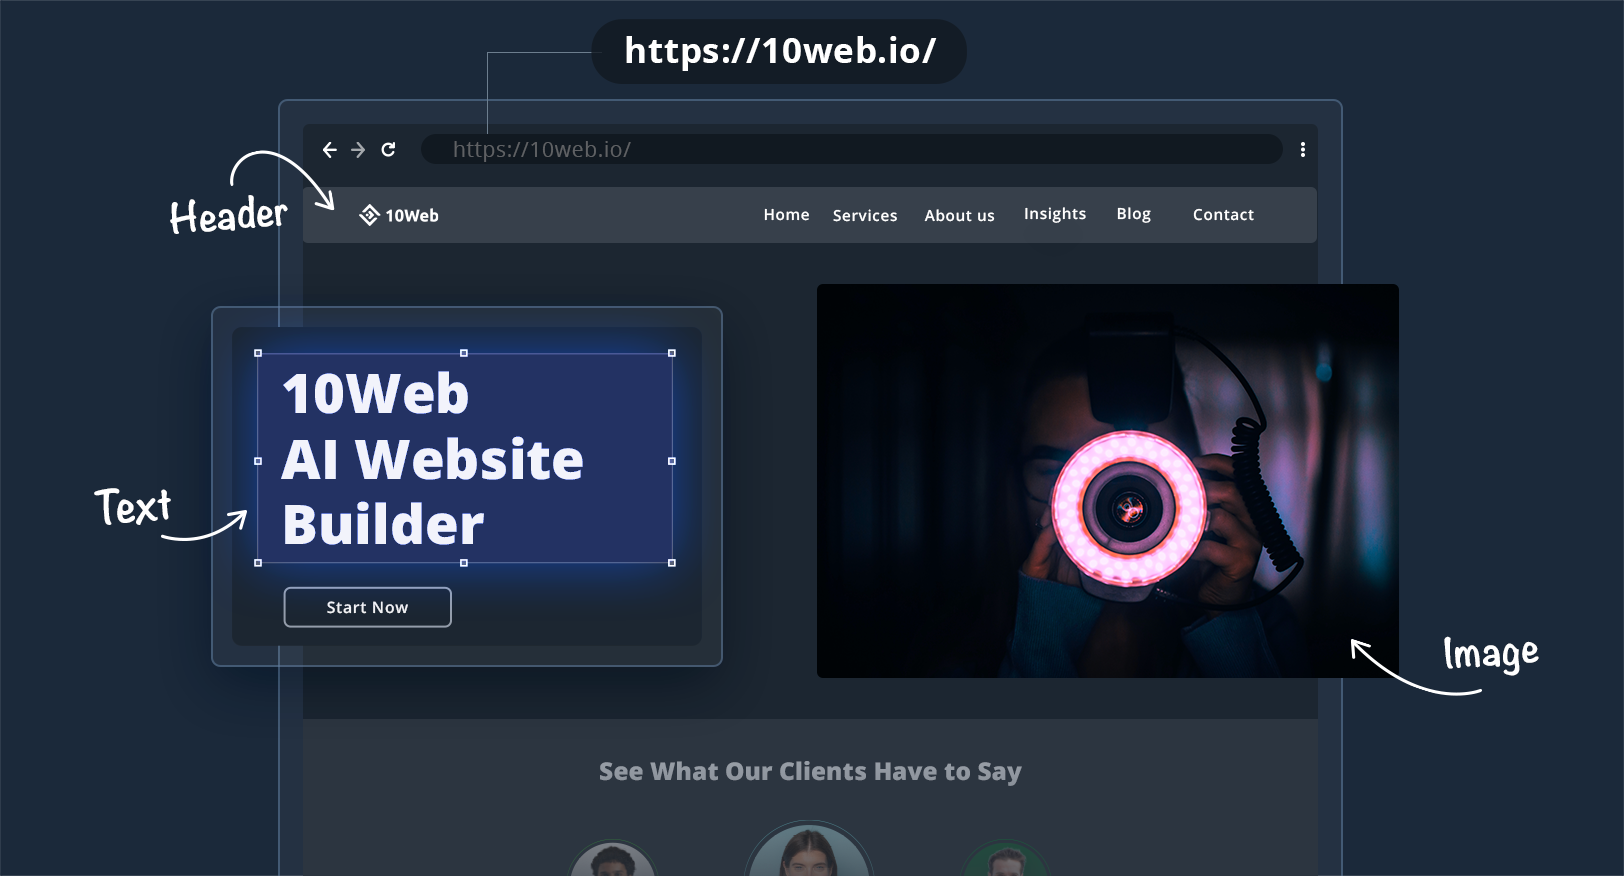 https://10web.io/
https://10web.io/
Header
10Web
Home Services About us Insights Blog Contact
10Web
AI Website
Builder
Text
Start Now
Image
See What Our Clients Have to Say